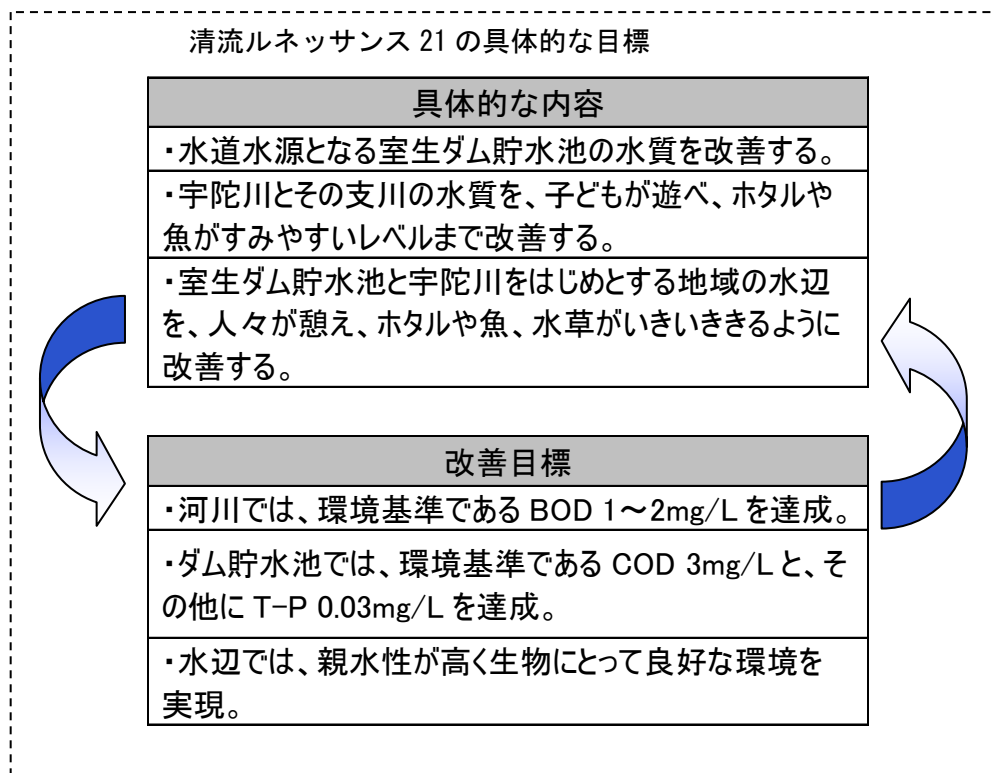 清流ルネッサンス 21 の具体的な目標
具体的な内容
・水道水源となる室生ダム貯水池の水質を改善する。
・宇陀川とその支川の水質を、子どもが遊べ、ホタルや
魚がすみやすいレベルまで改善する。
・室生ダム貯水池と宇陀川をはじめとする地域の水辺
を、人々が憩え、ホタルや魚、水草がいきいききるように
改善する。
改善目標
・河川では、環境基準である BOD 1～2mg/L を達成。
・ダム貯水池では、環境基準である COD 3mg/L と、そ
の他に T-P 0.03mg/L を達成。
・水辺では、親水性が高く生物にとって良好な環境を
実現。